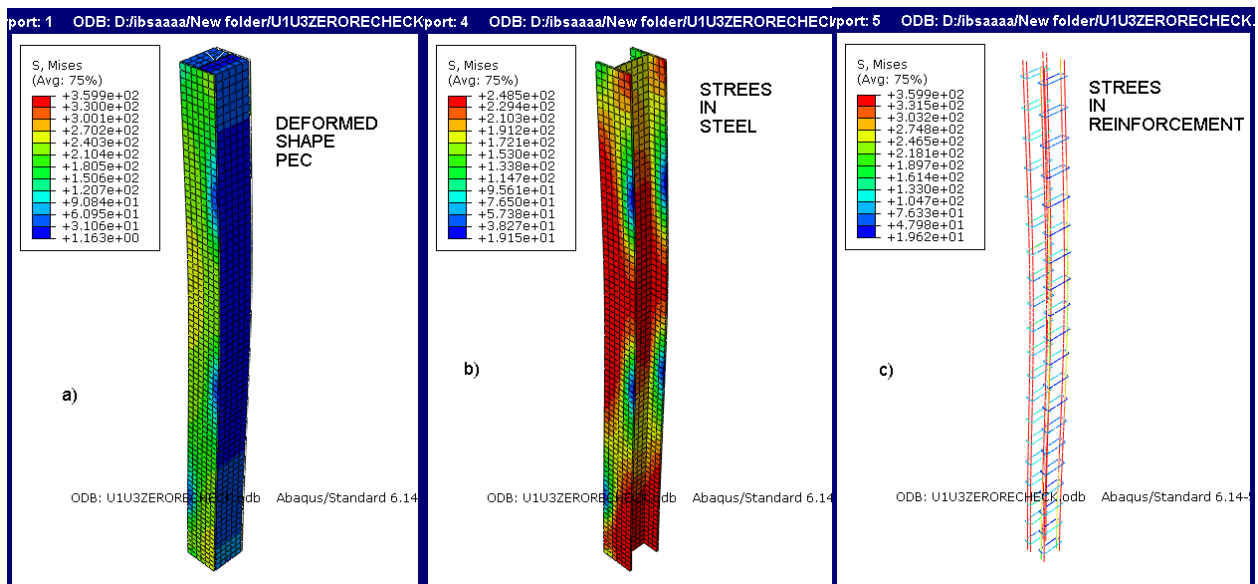 port: 1 ODB: D:/ibsaaaa/New folder/U1U3ZERORECHECK
S, Mises
(Avg: 75%)
+3.599e+02
+3.300e+02
+3.001e+02
+2.702e+02
+2.403e+02
+2.104e+02
+1.805e+02
+1.506e+02
+1.207e+02
+9.084e+01
+6.095e+01
+3.106e+01
+1.163e+00
DEFORMED
SHAPE
PEC
a)
ODB: U1U3ZERORECHECK.odb Abaqus/Standard 6.14
port: 4 ODB: D:/ibsaaaa/New folder/U1U3ZERORECHECK
S, Mises
(Avg: 75%)
+2.485e+02
+2.294e+02
+2.103e+02
+1.912e+02
+1.721e+02
+1.530e+02
+1.338e+02
+1.147e+02
+9.561e+01
+7.650e+01
+5.738e+01
+3.827e+01
+1.915e+01
STREES
IN
STEEL
b)
ODB: U1U3ZERORECHECK.odb Abaqus/Standard 6.14
port: 5 ODB: D:/ibsaaaa/New folder/U1U3ZERORECHECK.
S, Mises
(Avg: 75%)
+3.599e+02
+3.315e+02
+3.032e+02
+2.748e+02
+2.465e+02
+2.181e+02
+1.897e+02
+1.614e+02
+1.330e+02
+1.047e+02
+7.633e+01
+4.798e+01
+1.962e+01
STREES
IN
REINFORCEMENT
c)
ODB: U1U3ZERORECHECK.odb Abaqus/Standard 6.14-